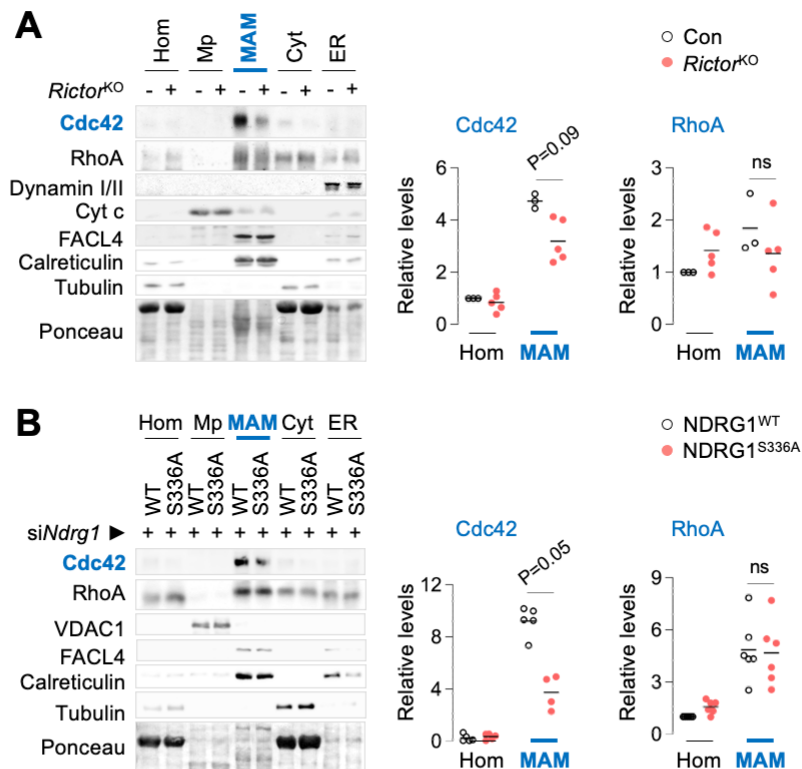 A
Hom Mp MAM Cyt ER
Rictor^KO - + - + - + - + - +
Cdc42
RhoA
Dynamin I/II
Cyt c
FACL4
Calreticulin
Tubulin
Ponceau
Con
Rictor^KO
Cdc42
P=0.09
Relative levels
6
4
2
0
Hom MAM
RhoA
ns
Relative levels
3
2
1
0
Hom MAM
B
Hom Mp MAM Cyt ER
WT S336A WT S336A WT S336A WT S336A WT S336A
siNdrg1 ► + + + + + + + + + +
Cdc42
RhoA
VDAC1
FACL4
Calreticulin
Tubulin
Ponceau
NDRG1^WT
NDRG1^S336A
Cdc42
P=0.05
Relative levels
12
8
4
0
Hom MAM
RhoA
ns
Relative levels
9
6
3
0
Hom MAM